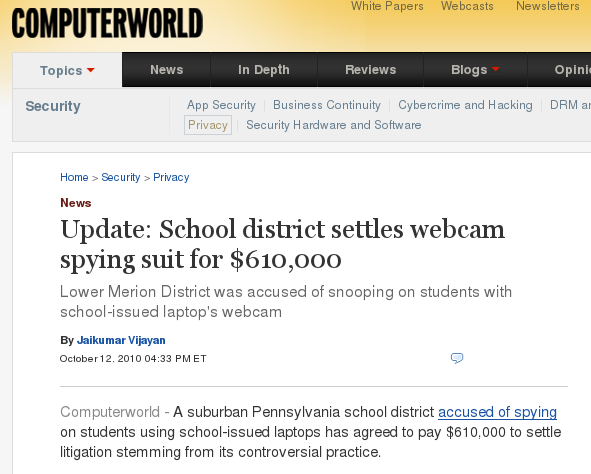 COMPUTERWORLD
White Papers Webcasts Newsletters
Topics News In Depth Reviews Blogs
Security
App Security Business Continuity Cybercrime and Hacking DRM
Privacy Security Hardware and Software
Home > Security > Privacy
News
Update: School district settles webcam
spying suit for $610,000
Lower Merion District was accused of snooping on students with
school-issued laptop's webcam
By Jaikumar Vijayan
October 12, 2010 04:33 PM ET
Computerworld - A suburban Pennsylvania school district accused of spying
on students using school-issued laptops has agreed to pay $610,000 to settle
litigation stemming from its controversial practice.